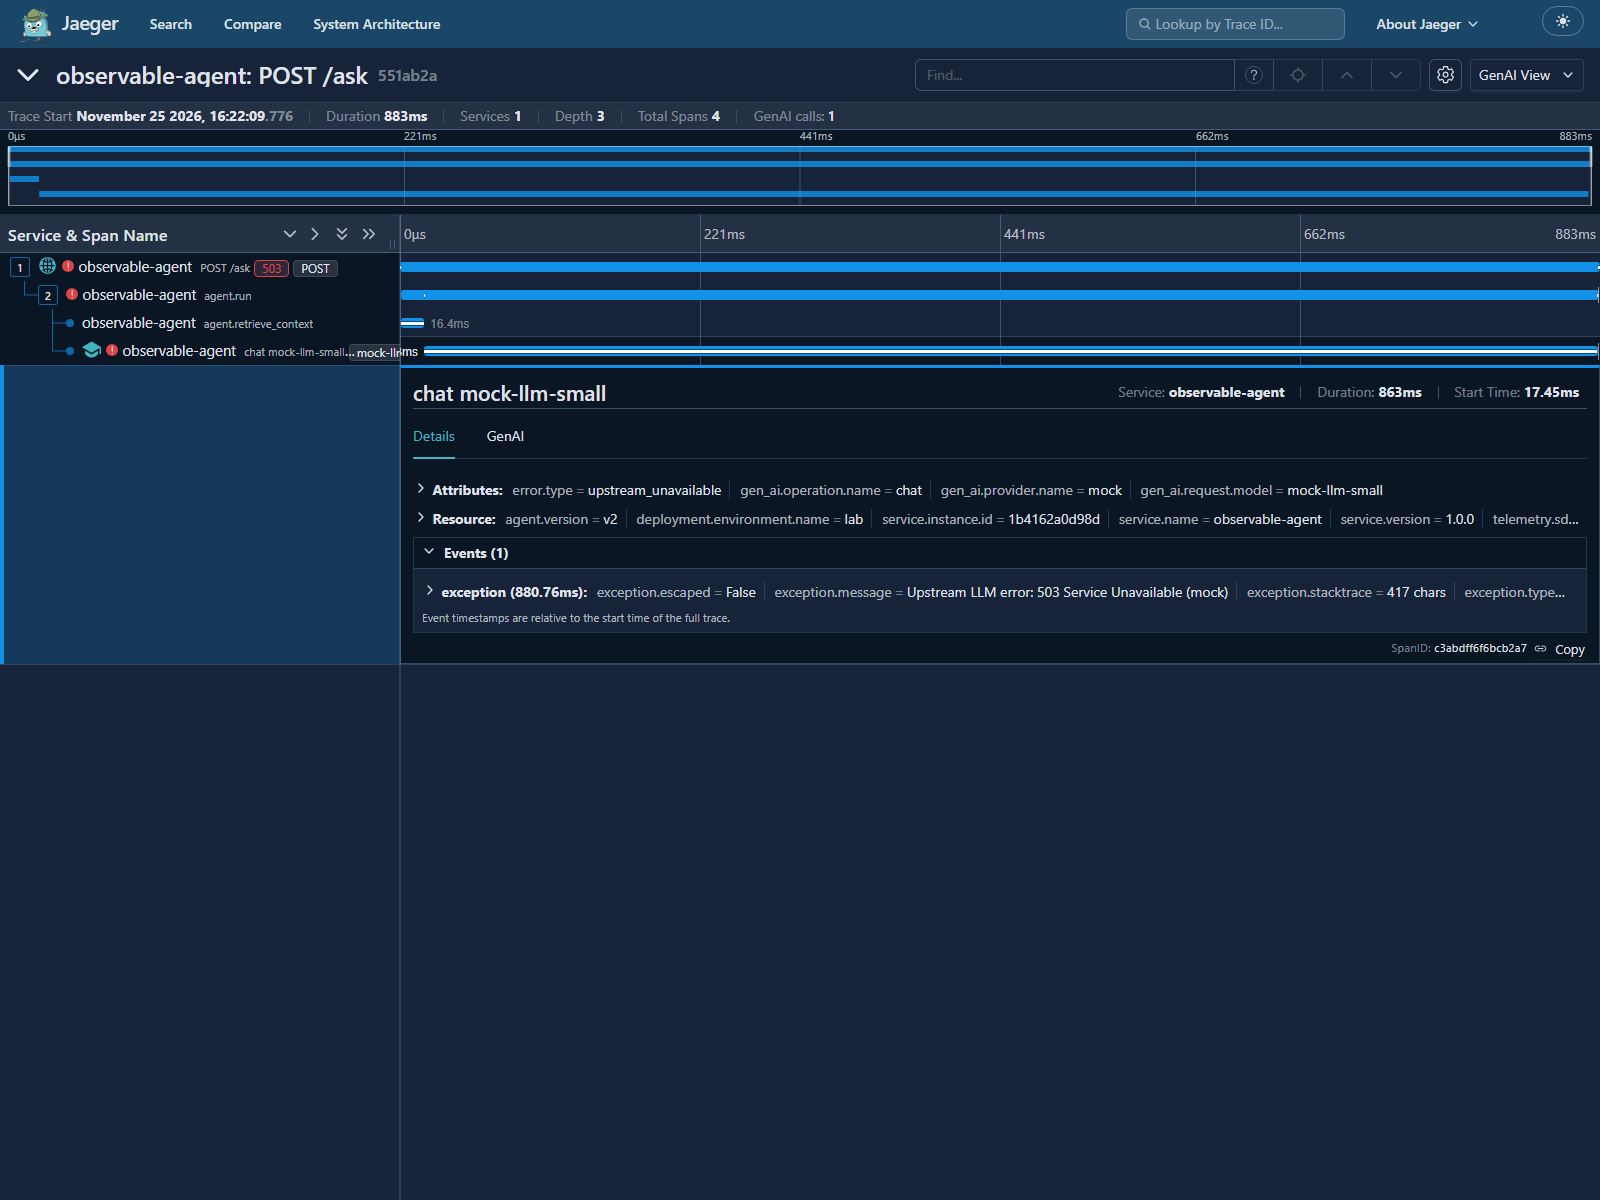 Jaeger Search Compare System Architecture Lookup by Trace ID... About Jaeger
observable-agent: POST /ask 551ab2a Find... ? GenAI View
Trace Start November 25 2026, 16:22:09.776 Duration 883ms Services 1 Depth 3 Total Spans 4 GenAI calls: 1
0μs 221ms 441ms 662ms 883ms
Service & Span Name 0μs 221ms 441ms 662ms 883ms
1 observable-agent POST /ask 503 POST
2 observable-agent agent.run
observable-agent agent.retrieve_context 16.4ms
observable-agent chat mock-llm-small... mock-ll ms
chat mock-llm-small Service: observable-agent Duration: 863ms Start Time: 17.45ms
Details GenAI
Attributes: error.type = upstream_unavailable gen_ai.operation.name = chat gen_ai.provider.name = mock gen_ai.request.model = mock-llm-small
Resource: agent.version = v2 deployment.environment.name = lab service.instance.id = 1b4162a0d98d service.name = observable-agent service.version = 1.0.0 telemetry.sd...
Events (1)
exception (880.76ms): exception.escaped = False exception.message = Upstream LLM error: 503 Service Unavailable (mock) exception.stacktrace = 417 chars exception.type...
Event timestamps are relative to the start time of the full trace.
SpanID: c3abdff6f6bcb2a7 Copy